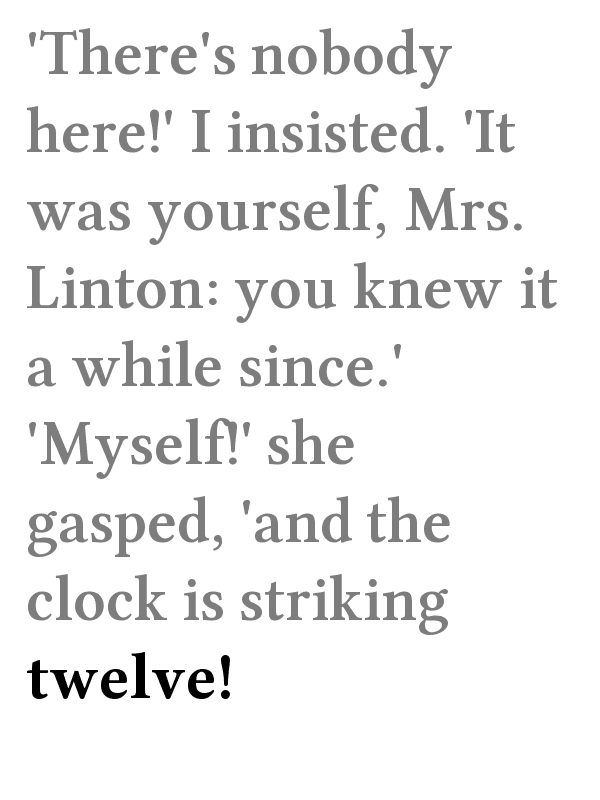 'There's nobody
here!' I insisted. 'It
was yourself, Mrs.
Linton: you knew it
a while since.'
'Myself!' she
gasped, 'and the
clock is striking
twelve!